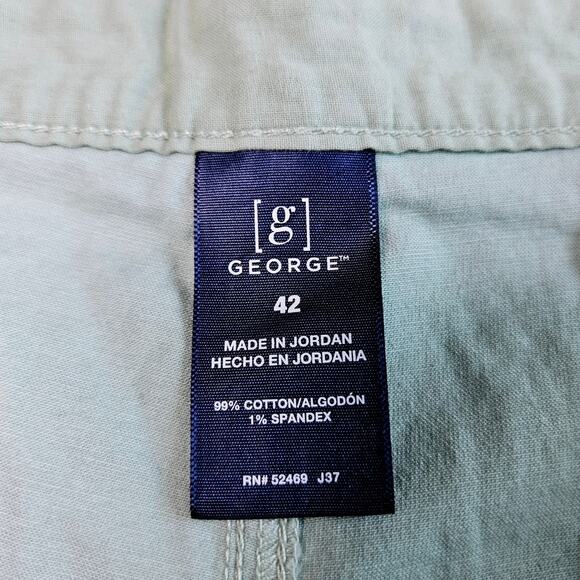 [g]
GEORGE™
42
MADE IN JORDAN
HECHO EN JORDANIA
99% COTTON/ALGODÓN
1% SPANDEX
RN# 52469 J37